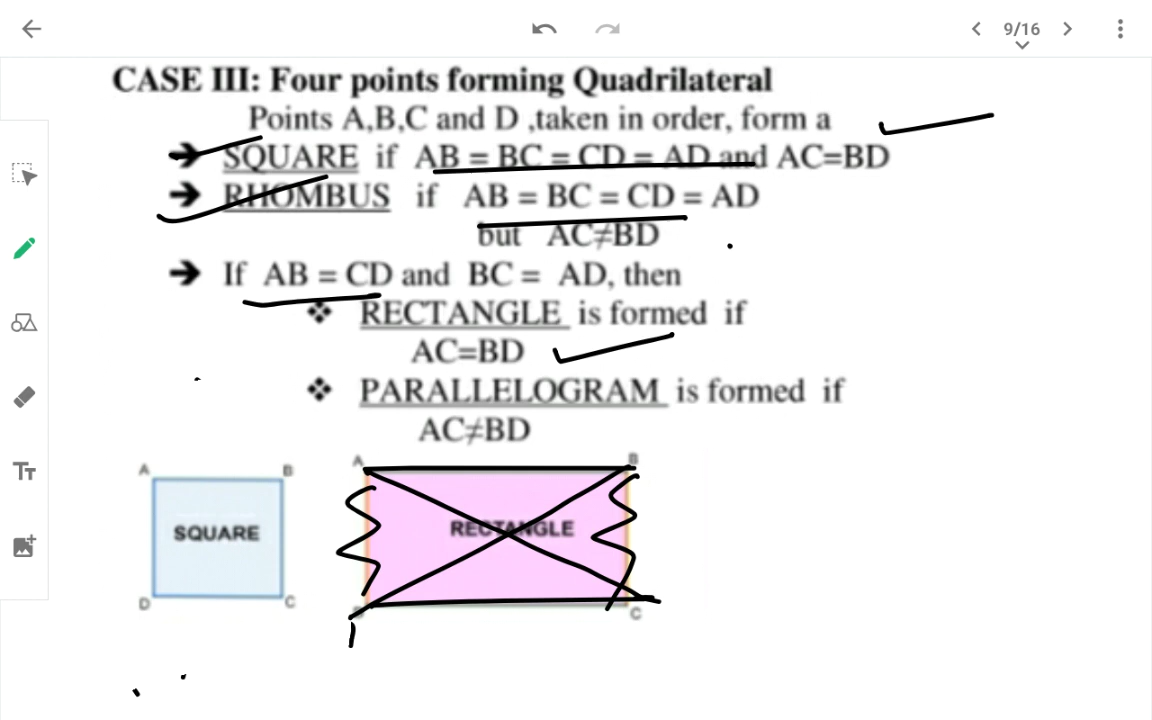 9/16
CASE III: Four points forming Quadrilateral
Points A,B,C and D ,taken in order, form a
➔ SQUARE if AB = BC = CD = AD and AC=BD
➔ RHOMBUS if AB = BC = CD = AD
but AC≠BD
➔ If AB = CD and BC = AD, then
❖ RECTANGLE is formed if
AC=BD
❖ PARALLELOGRAM is formed if
AC≠BD
A B
SQUARE
D C
A B
RECTANGLE
C
Tт